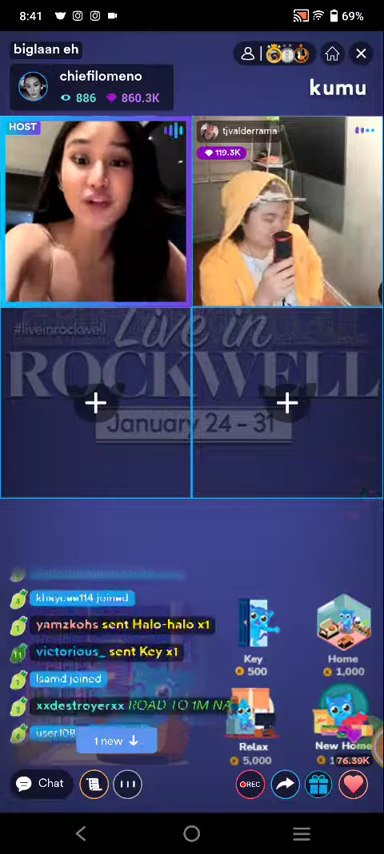 8:41
69%
biglaan eh
chiefilomeno
886
860.3K
kumu
HOST
tjvalderrama
119.3K
#liveinrockwell
Live in
ROCKWELL
January 24 - 31
khaycee114 joined
yamzkohs sent Halo-halo x1
victorious_ sent Key x1
lsamd joined
xxdestroyerxx ROAD TO 1M NA
1 new
Key
500
Home
1,000
Relax
5,000
New Home
76.39K
Chat
REC